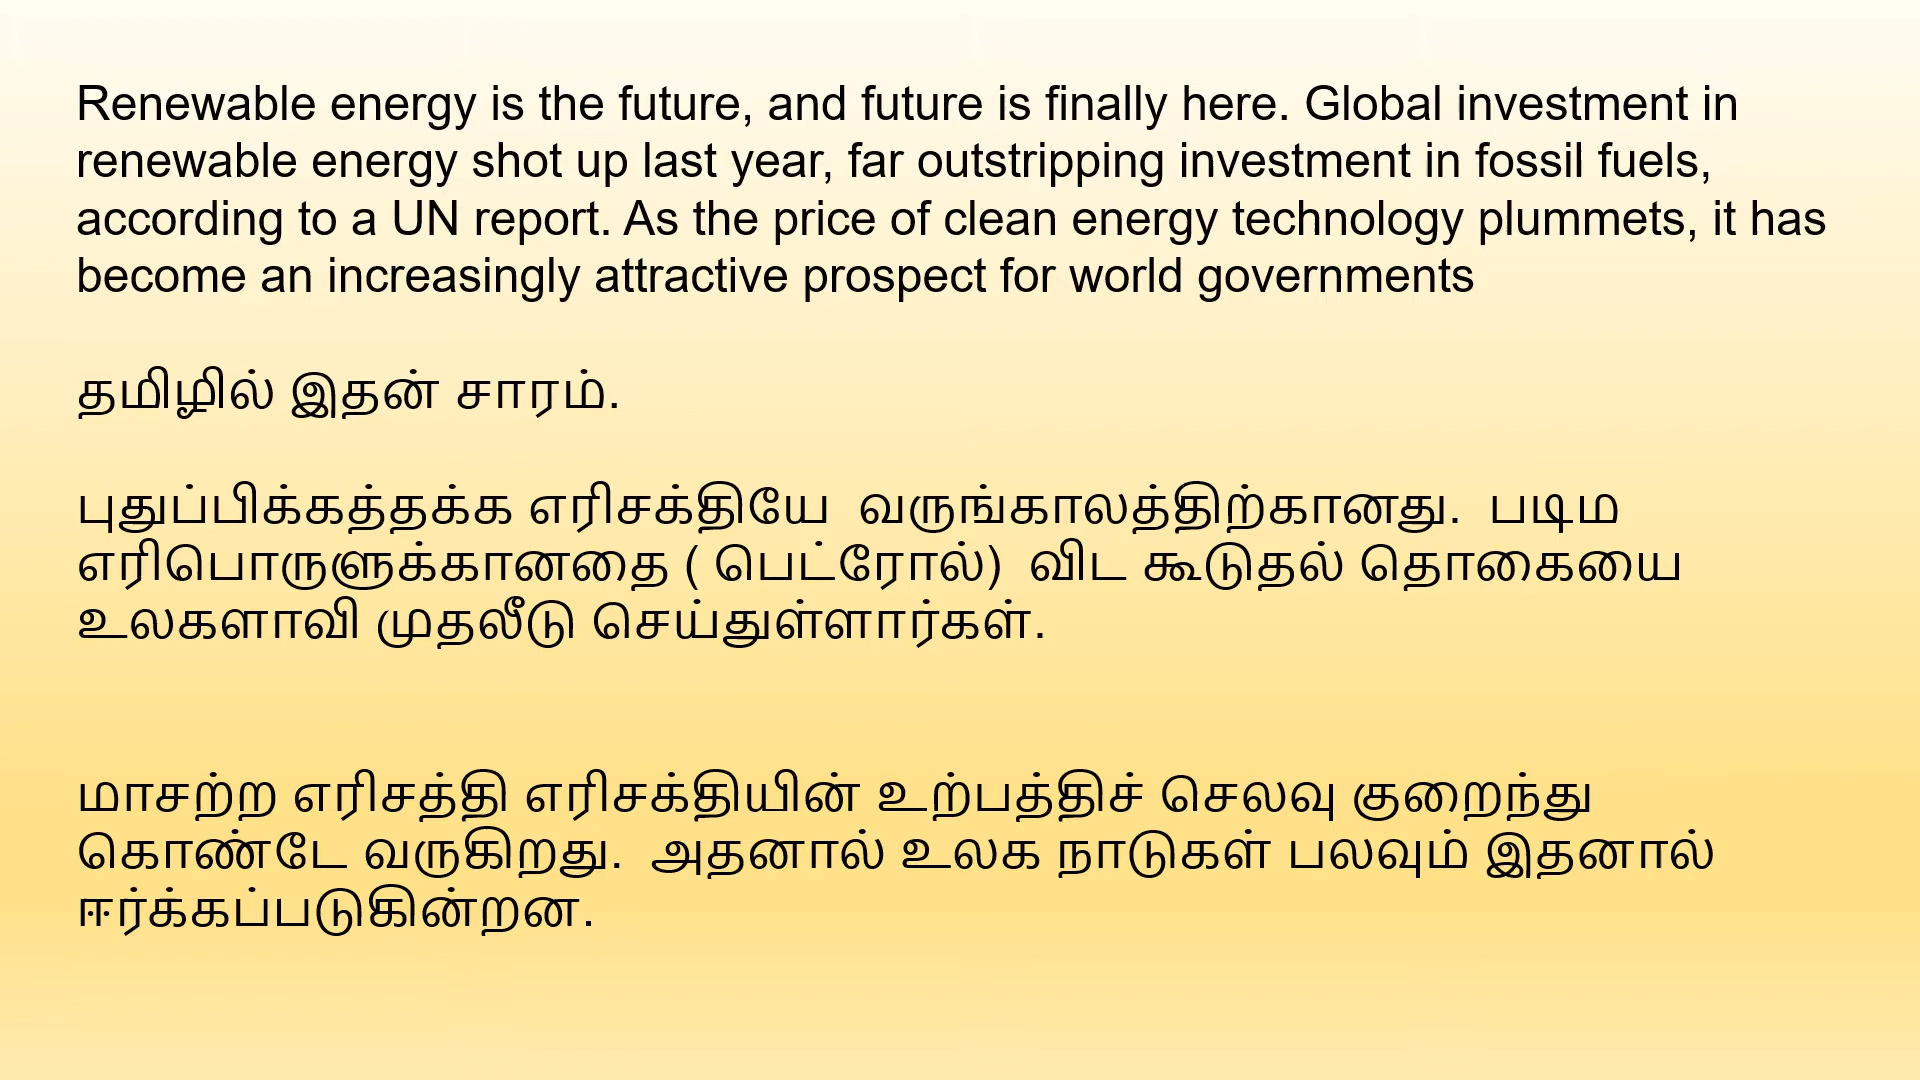 Renewable energy is the future, and future is finally here. Global investment in
renewable energy shot up last year, far outstripping investment in fossil fuels,
according to a UN report. As the price of clean energy technology plummets, it has
become an increasingly attractive prospect for world governments
தமிழில் இதன் சாரம்.
புதுப்பிக்கத்தக்க எரிசக்தியே வருங்காலத்திற்கானது. படிம
எரிபொருளுக்கானதை ( பெட்ரோல்) விட கூடுதல் தொகையை
உலகளாவி முதலீடு செய்துள்ளார்கள்.
மாசற்ற எரிசத்தி எரிசக்தியின் உற்பத்திச் செலவு குறைந்து
கொண்டே வருகிறது. அதனால் உலக நாடுகள் பலவும் இதனால்
ஈர்க்கப்படுகின்றன.